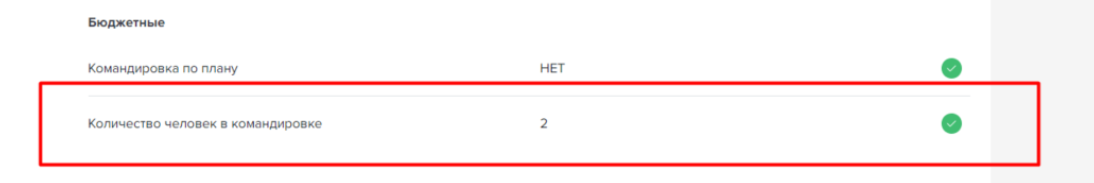 Бюджетные
Командировка по плану НЕТ
Количество человек в командировке 2